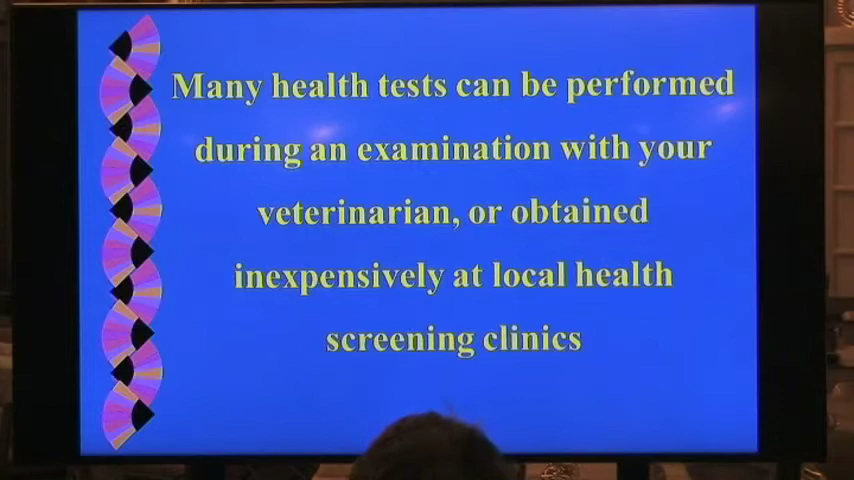 Many health tests can be performed
during an examination with your
veterinarian, or obtained
inexpensively at local health
screening clinics